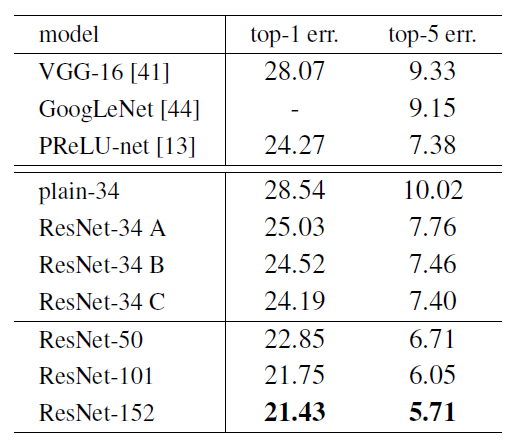 model top-1 err. top-5 err.
VGG-16 [41] 28.07 9.33
GoogLeNet [44] - 9.15
PReLU-net [13] 24.27 7.38
plain-34 28.54 10.02
ResNet-34 A 25.03 7.76
ResNet-34 B 24.52 7.46
ResNet-34 C 24.19 7.40
ResNet-50 22.85 6.71
ResNet-101 21.75 6.05
ResNet-152 21.43 5.71